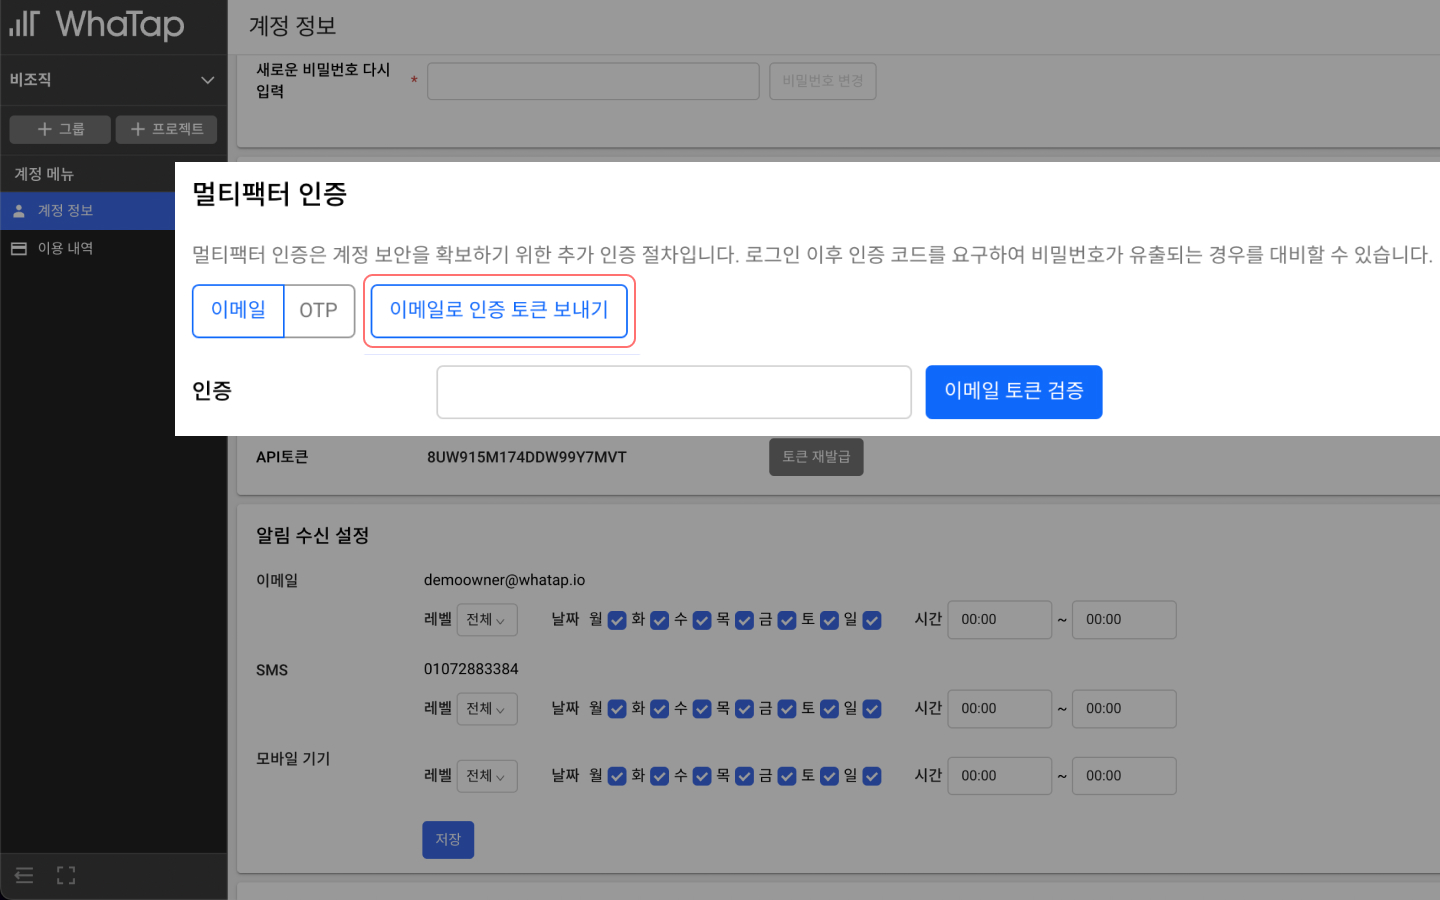 WhaTap
계정 정보
비조직
새로운 비밀번호 다시
입력
*
비밀번호 변경
그룹
프로젝트
계정 메뉴
계정 정보
이용 내역
멀티팩터 인증
멀티팩터 인증은 계정 보안을 확보하기 위한 추가 인증 절차입니다. 로그인 이후 인증 코드를 요구하여 비밀번호가 유출되는 경우를 대비할 수 있습니다.
이메일 OTP 이메일로 인증 토큰 보내기
인증 이메일 토큰 검증
API토큰 8UW915M174DDW99Y7MVT 토큰 재발급
알림 수신 설정
이메일 demoowner@whatap.io
레벨 전체 날짜 월 화 수 목 금 토 일 시간 00:00 ~ 00:00
SMS 01072883384
레벨 전체 날짜 월 화 수 목 금 토 일 시간 00:00 ~ 00:00
모바일 기기
레벨 전체 날짜 월 화 수 목 금 토 일 시간 00:00 ~ 00:00
저장